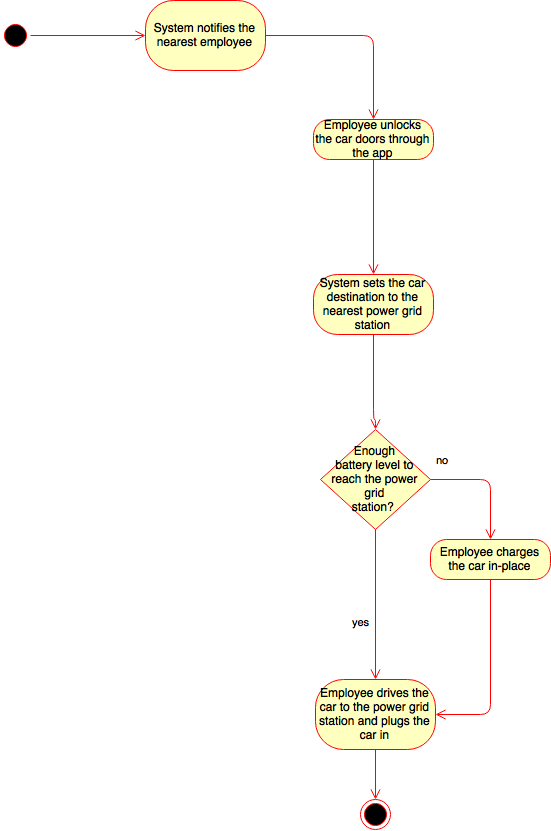 System notifies the
nearest employee
Employee unlocks
the car doors through
the app
System sets the car
destination to the
nearest power grid
station
Enough
battery level to
reach the power
grid
station?
no
Employee charges
the car in-place
yes
Employee drives the
car to the power grid
station and plugs the
car in